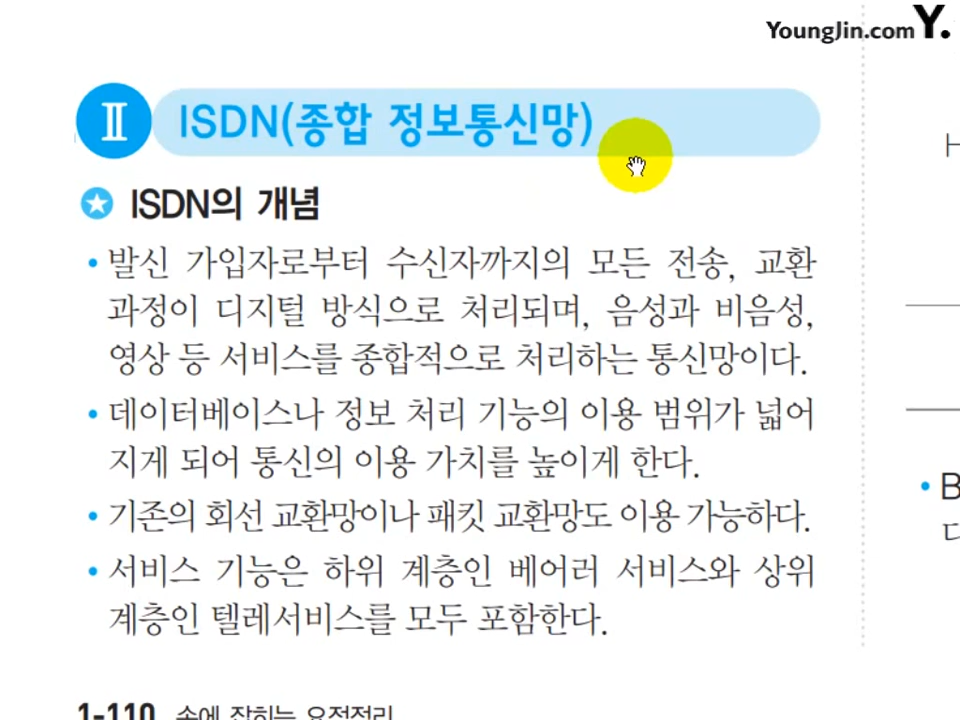 YoungJin.com Y.
Ⅱ ISDN(종합 정보통신망)
ISDN의 개념
• 발신 가입자로부터 수신자까지의 모든 전송, 교환
과정이 디지털 방식으로 처리되며, 음성과 비음성,
영상 등 서비스를 종합적으로 처리하는 통신망이다.
• 데이터베이스나 정보 처리 기능의 이용 범위가 넓어
지게 되어 통신의 이용 가치를 높이게 한다.
• 기존의 회선 교환망이나 패킷 교환망도 이용 가능하다.
• 서비스 기능은 하위 계층인 베어러 서비스와 상위
계층인 텔레서비스를 모두 포함한다.
1-110 손에 잡히는 요점정리